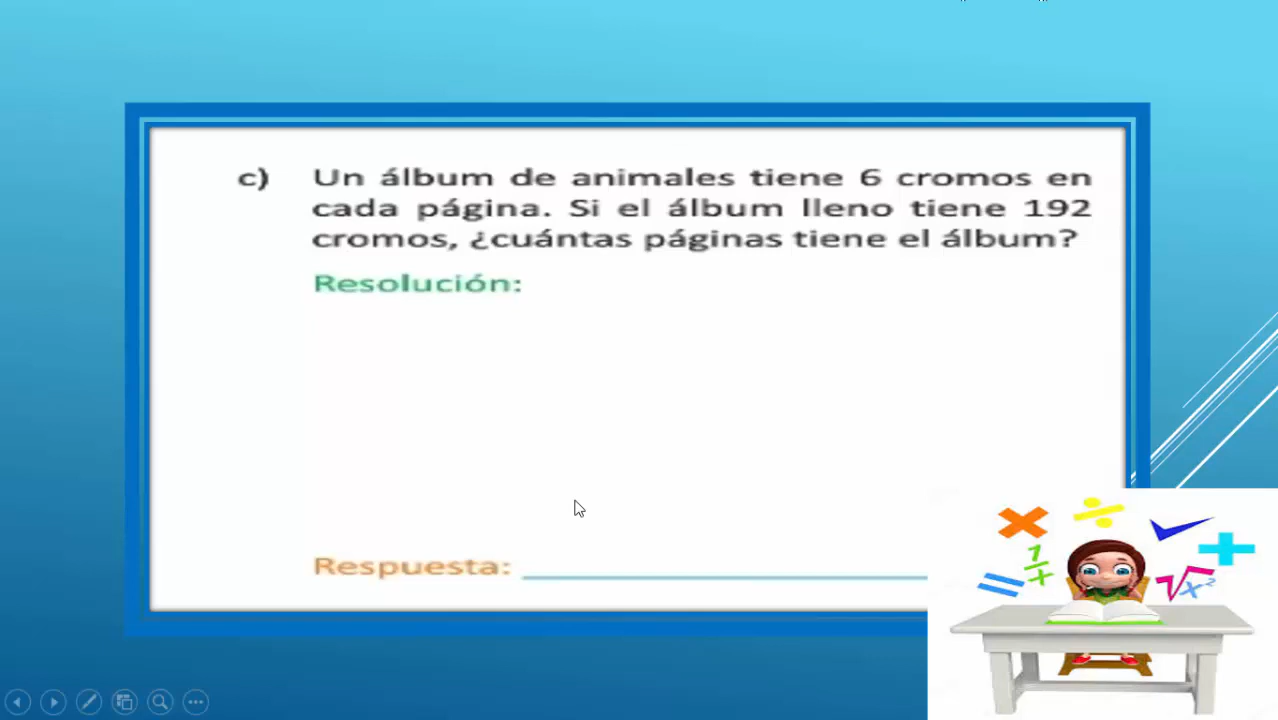 c) Un álbum de animales tiene 6 cromos en
cada página. Si el álbum lleno tiene 192
cromos, ¿cuántas páginas tiene el álbum?
Resolución:
Respuesta: